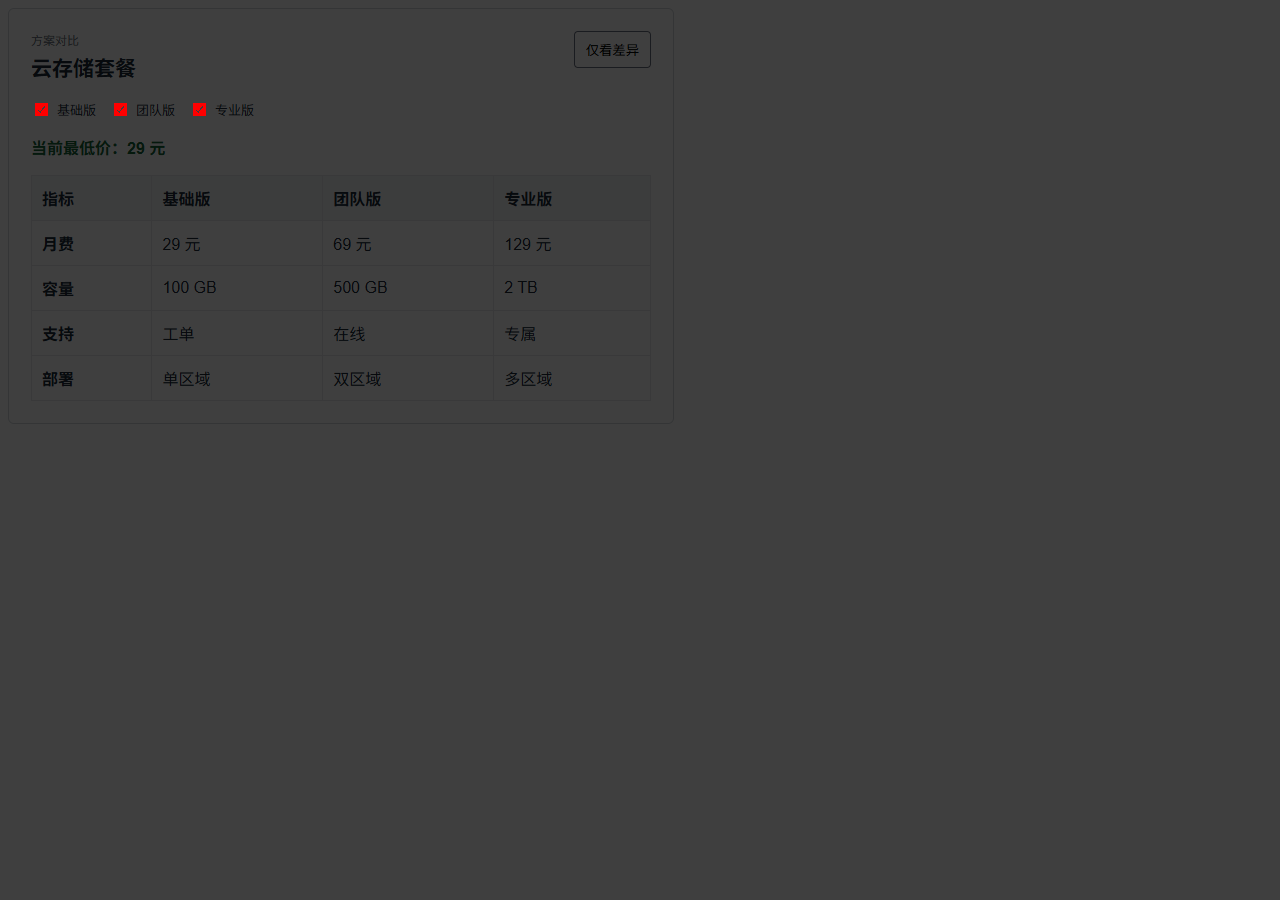 方案对比
云存储套餐
仅看差异
基础版 团队版 专业版
当前最低价：29 元
指标 基础版 团队版 专业版
月费 29 元 69 元 129 元
容量 100 GB 500 GB 2 TB
支持 工单 在线 专属
部署 单区域 双区域 多区域